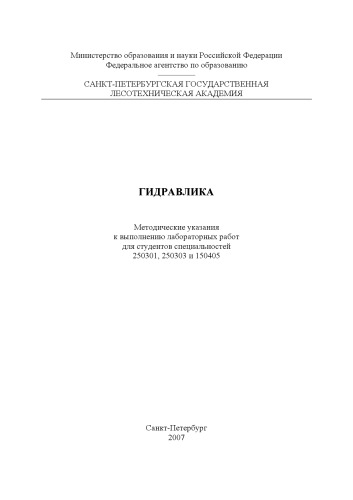 Министерство образования и науки Российской Федерации
Федеральное агентство по образованию
САНКТ-ПЕТЕРБУРГСКАЯ ГОСУДАРСТВЕННАЯ
ЛЕСОТЕХНИЧЕСКАЯ АКАДЕМИЯ
ГИДРАВЛИКА
Методические указания
к выполнению лабораторных работ
для студентов специальностей
250301, 250303 и 150405
Санкт-Петербург
2007